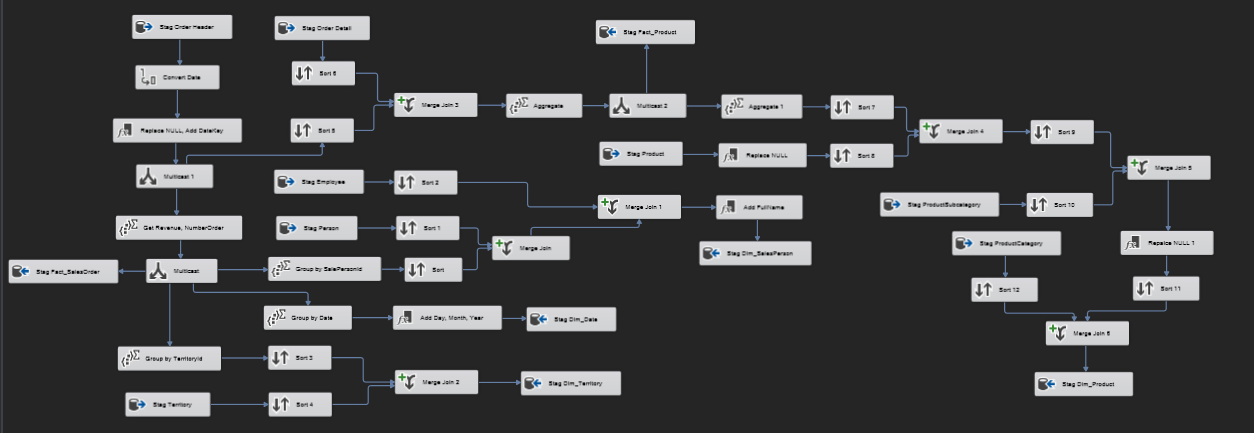 Stag Order Header
Stag Order Detail
Stag Fact_Product
Convert Date
Sort 6
Merge Join 3
Aggregate
Multicast 2
Aggregate 1
Sort 7
Replace NULL, Add DateKey
Sort 5
Merge Join 4
Sort 9
Stag Product
Replace NULL
Sort 8
Merge Join 5
Multicast 1
Stag Employee
Sort 2
Merge Join 1
Add FullName
Stag ProductSubcategory
Sort 10
Get Revenue, NumberOrder
Stag Person
Sort 1
Merge Join
Stag Dim_SalesPerson
Stag ProductCategory
Replace NULL 1
Stag Fact_SalesOrder
Multicast
Group by SalePersonId
Sort
Sort 12
Sort 11
Group by Date
Add Day, Month, Year
Stag Dim_Date
Merge Join 6
Group by TerritoryId
Sort 3
Merge Join 2
Stag Dim_Territory
Stag Dim_Product
Stag Territory
Sort 4